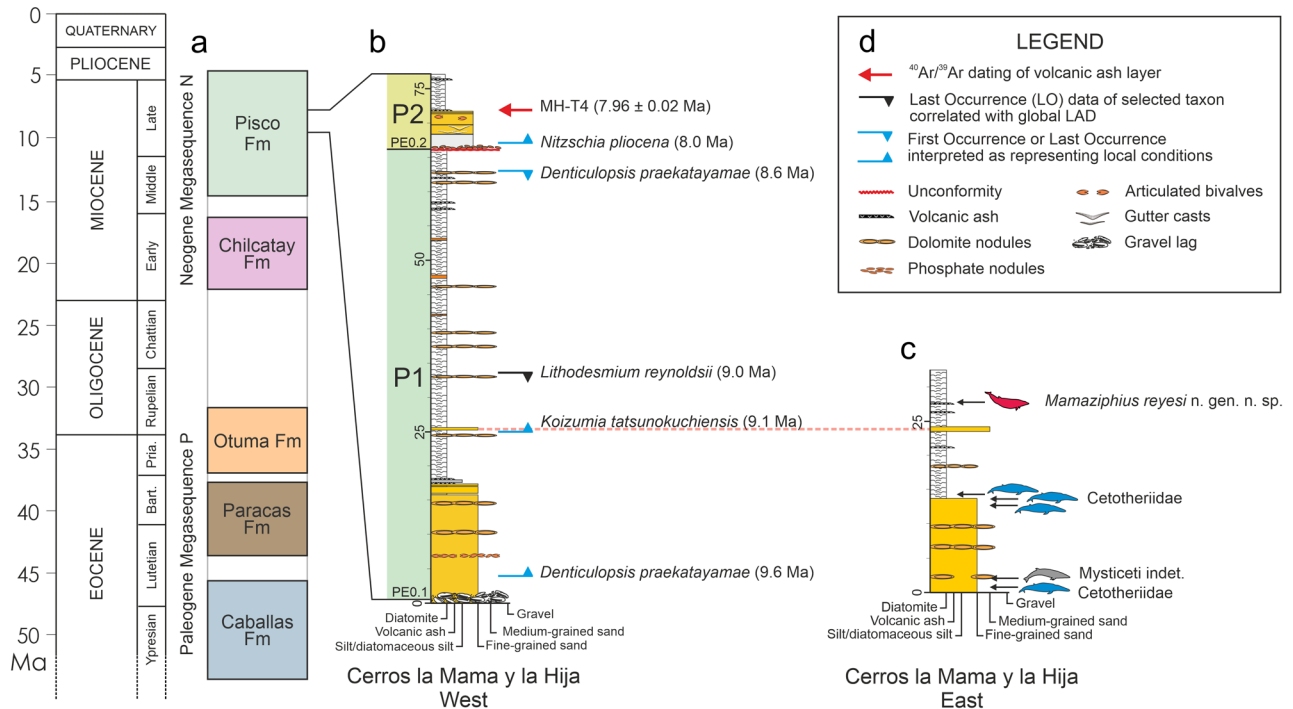 0
5
10
15
20
25
30
35
40
45
50
Ma
QUATERNARY
PLIOCENE
MIOCENE
Late
Middle
Early
OLIGOCENE
Chattian
Rupelian
EOCENE
Pria.
Bart.
Lutetian
Ypresian
a
Neogene Megasequence N
Paleogene Megasequence P
Pisco
Fm
Chilcatay
Fm
Otuma Fm
Paracas
Fm
Caballas
Fm
b
P2
PE0.2
P1
PE0.1
75
50
25
0
MH-T4 (7.96 ± 0.02 Ma)
Nitzschia pliocena (8.0 Ma)
Denticulopsis praekatayamae (8.6 Ma)
Lithodesmium reynoldsii (9.0 Ma)
Koizumia tatsunokuchiensis (9.1 Ma)
Denticulopsis praekatayamae (9.6 Ma)
Diatomite
Volcanic ash
Silt/diatomaceous silt
Gravel
Medium-grained sand
Fine-grained sand
Cerros la Mama y la Hija
West
c
25
0
Mamaziphius reyesi n. gen. n. sp.
Cetotheriidae
Mysticeti indet.
Cetotheriidae
Diatomite
Volcanic ash
Silt/diatomaceous silt
Gravel
Medium-grained sand
Fine-grained sand
Cerros la Mama y la Hija
East
d
LEGEND
40Ar/39Ar dating of volcanic ash layer
Last Occurrence (LO) data of selected taxon
correlated with global LAD
First Occurrence or Last Occurrence
interpreted as representing local conditions
Unconformity
Volcanic ash
Dolomite nodules
Phosphate nodules
Articulated bivalves
Gutter casts
Gravel lag